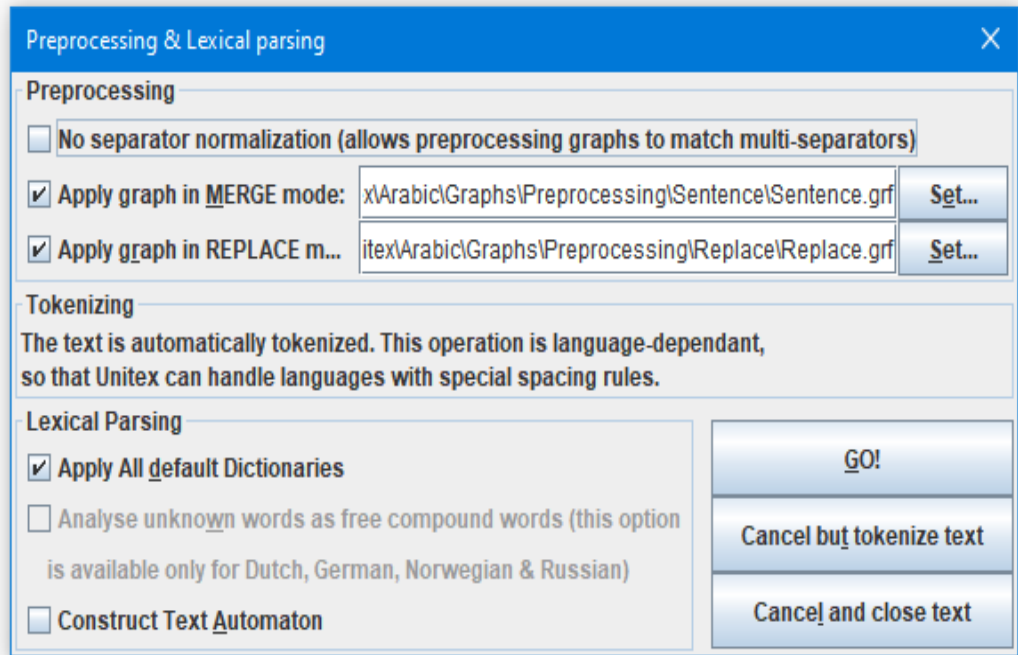 Preprocessing & Lexical parsing
Preprocessing
No separator normalization (allows preprocessing graphs to match multi-separators)
Apply graph in MERGE mode: x\Arabic\Graphs\Preprocessing\Sentence\Sentence.grf Set...
Apply graph in REPLACE m... itex\Arabic\Graphs\Preprocessing\Replace\Replace.grf Set...
Tokenizing
The text is automatically tokenized. This operation is language-dependant,
so that Unitex can handle languages with special spacing rules.
Lexical Parsing
Apply All default Dictionaries
Analyse unknown words as free compound words (this option
is available only for Dutch, German, Norwegian & Russian)
Construct Text Automaton
GO!
Cancel but tokenize text
Cancel and close text